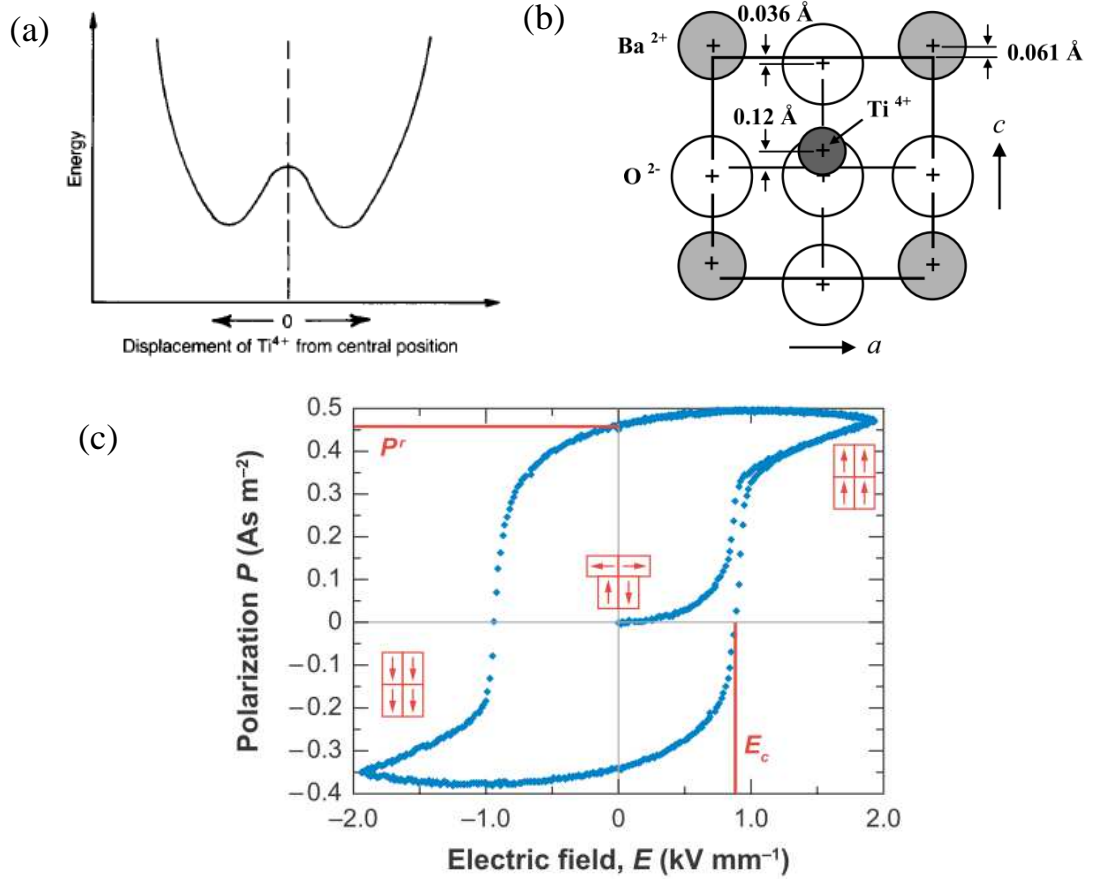 (a)
Energy
0
Displacement of Ti⁴⁺ from central position
(b)
0.036 Å
Ba ²⁺
0.061 Å
0.12 Å
Ti ⁴⁺
O ²⁻
c
a
(c)
Polarization P (As m⁻²)
0.5
0.4
0.3
0.2
0.1
0
−0.1
−0.2
−0.3
−0.4
Pʳ
E_c
−2.0 −1.0 0 1.0 2.0
Electric field, E (kV mm⁻¹)